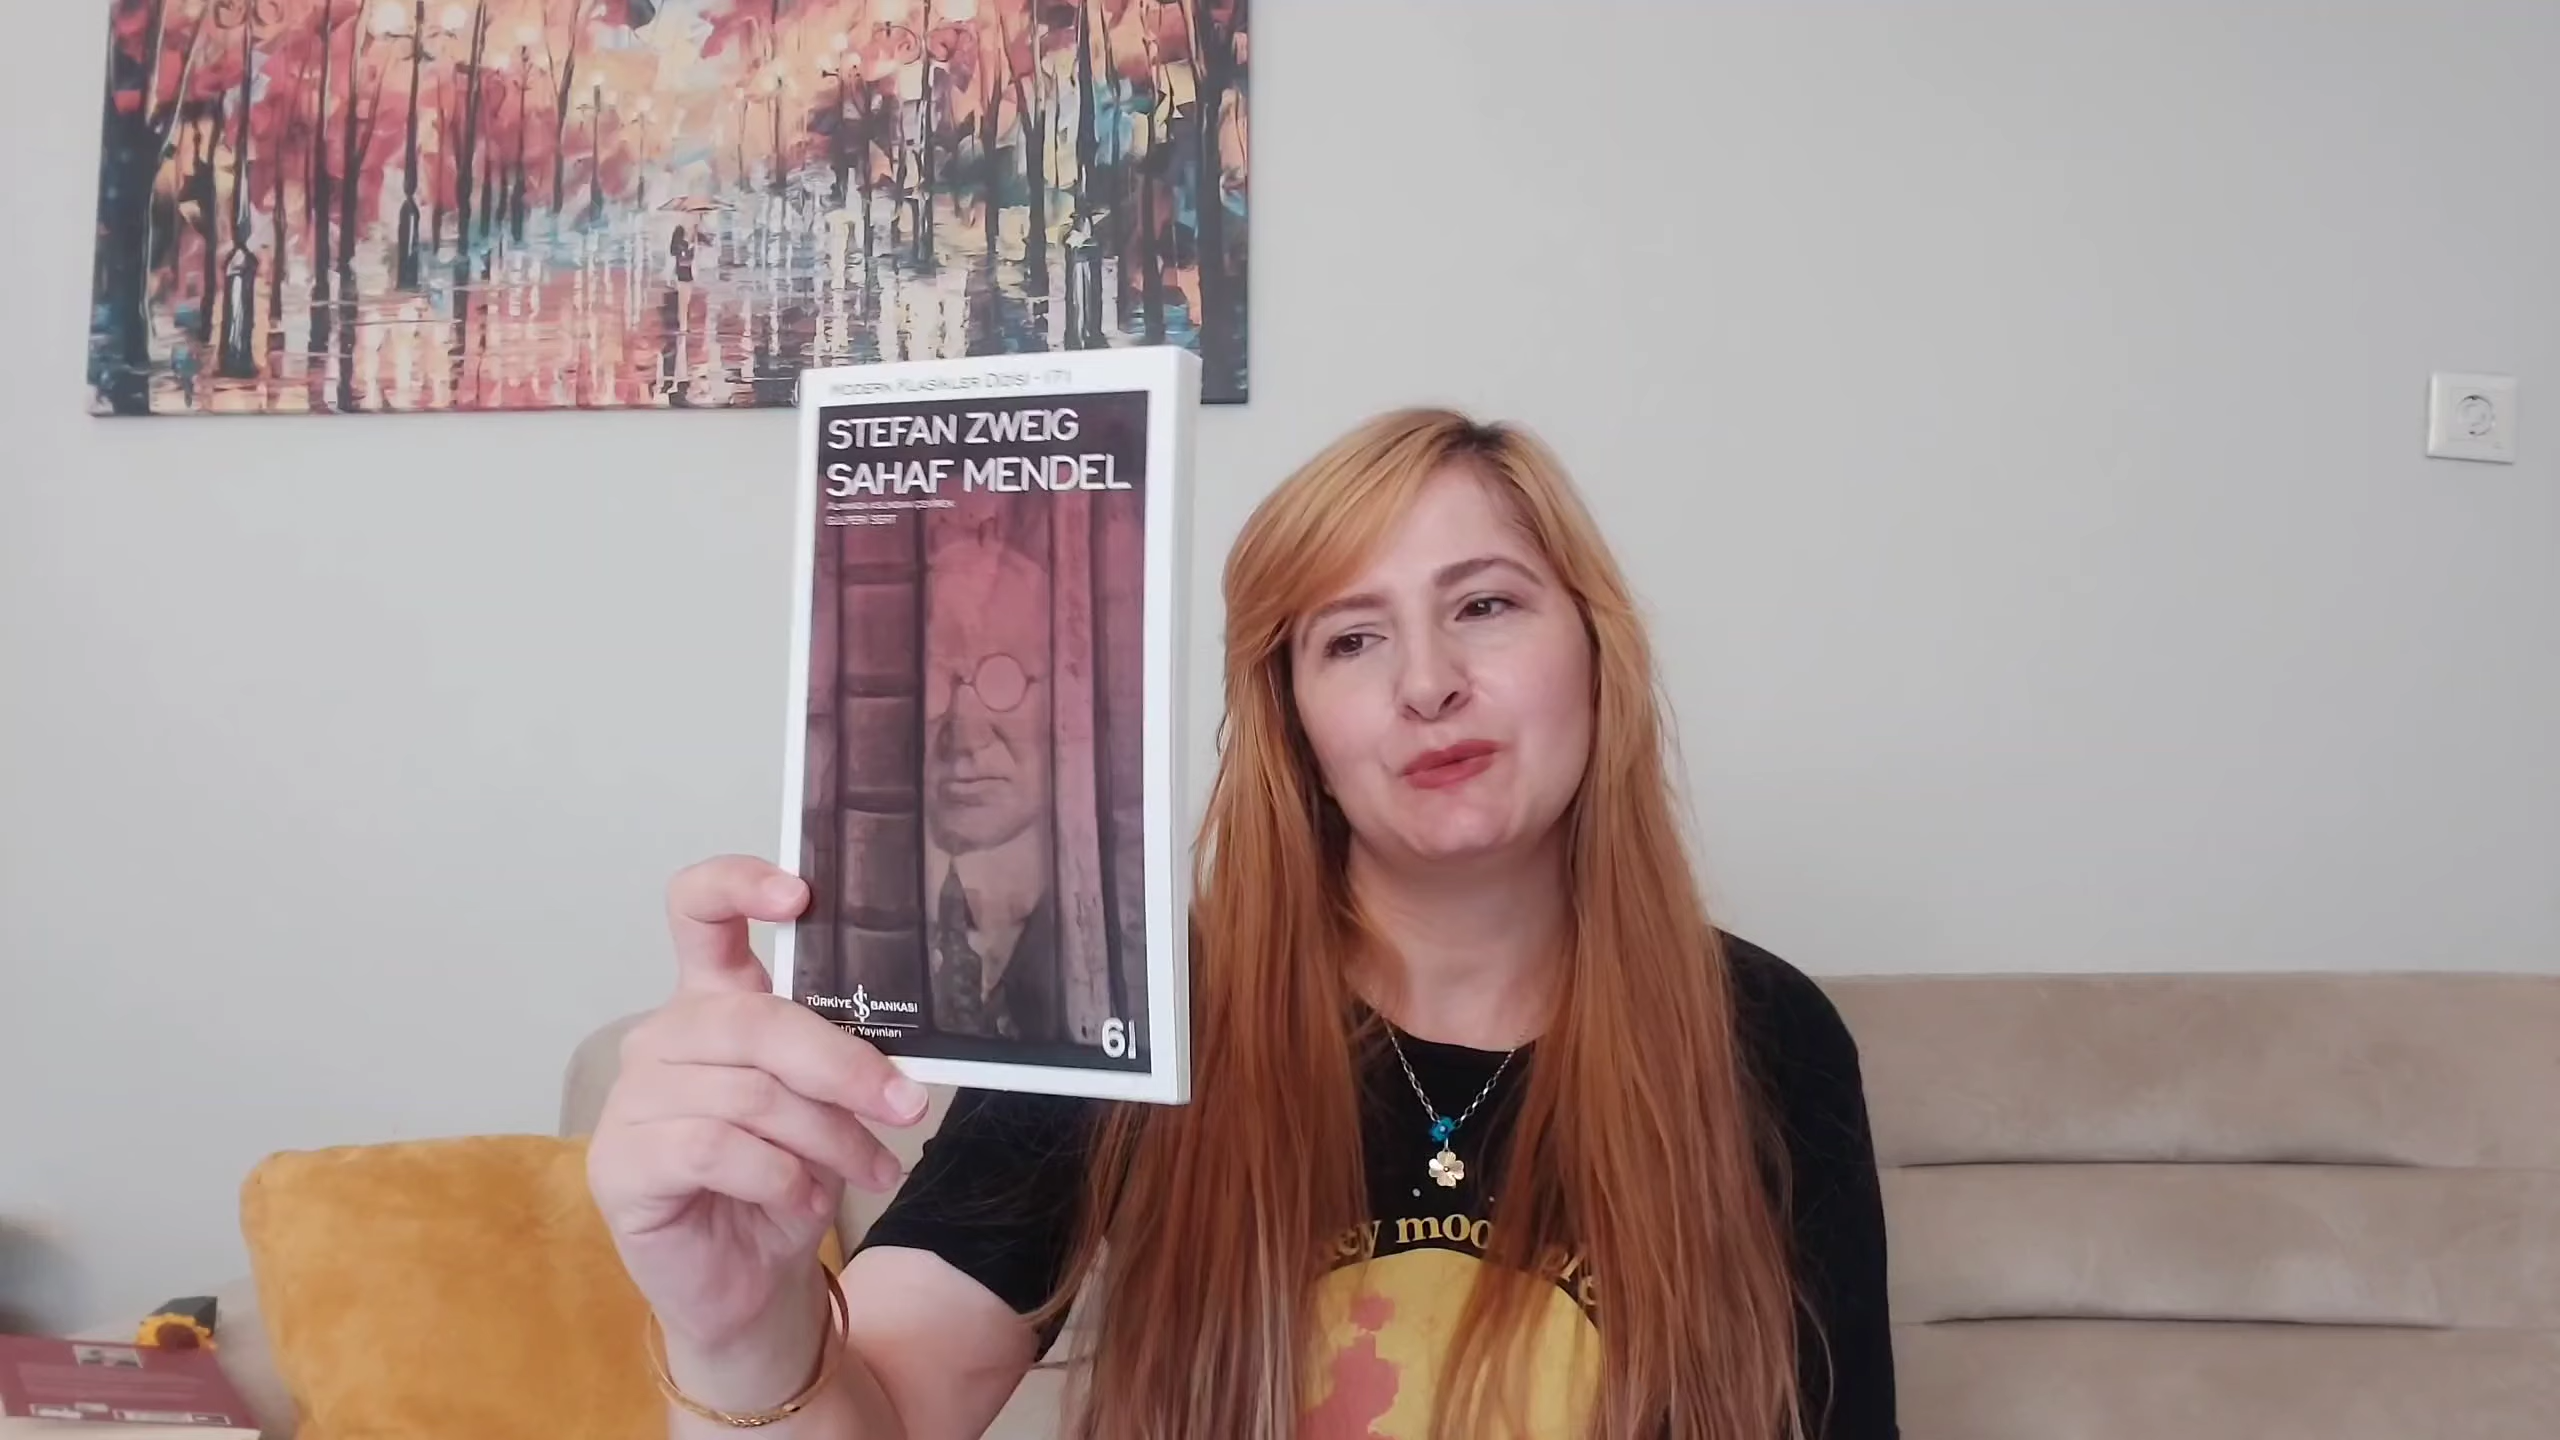 MODERN KLASİKLER DİZİSİ - 171
STEFAN ZWEIG
SAHAF MENDEL
TÜRKİYE İŞ BANKASI
Yayınları
6